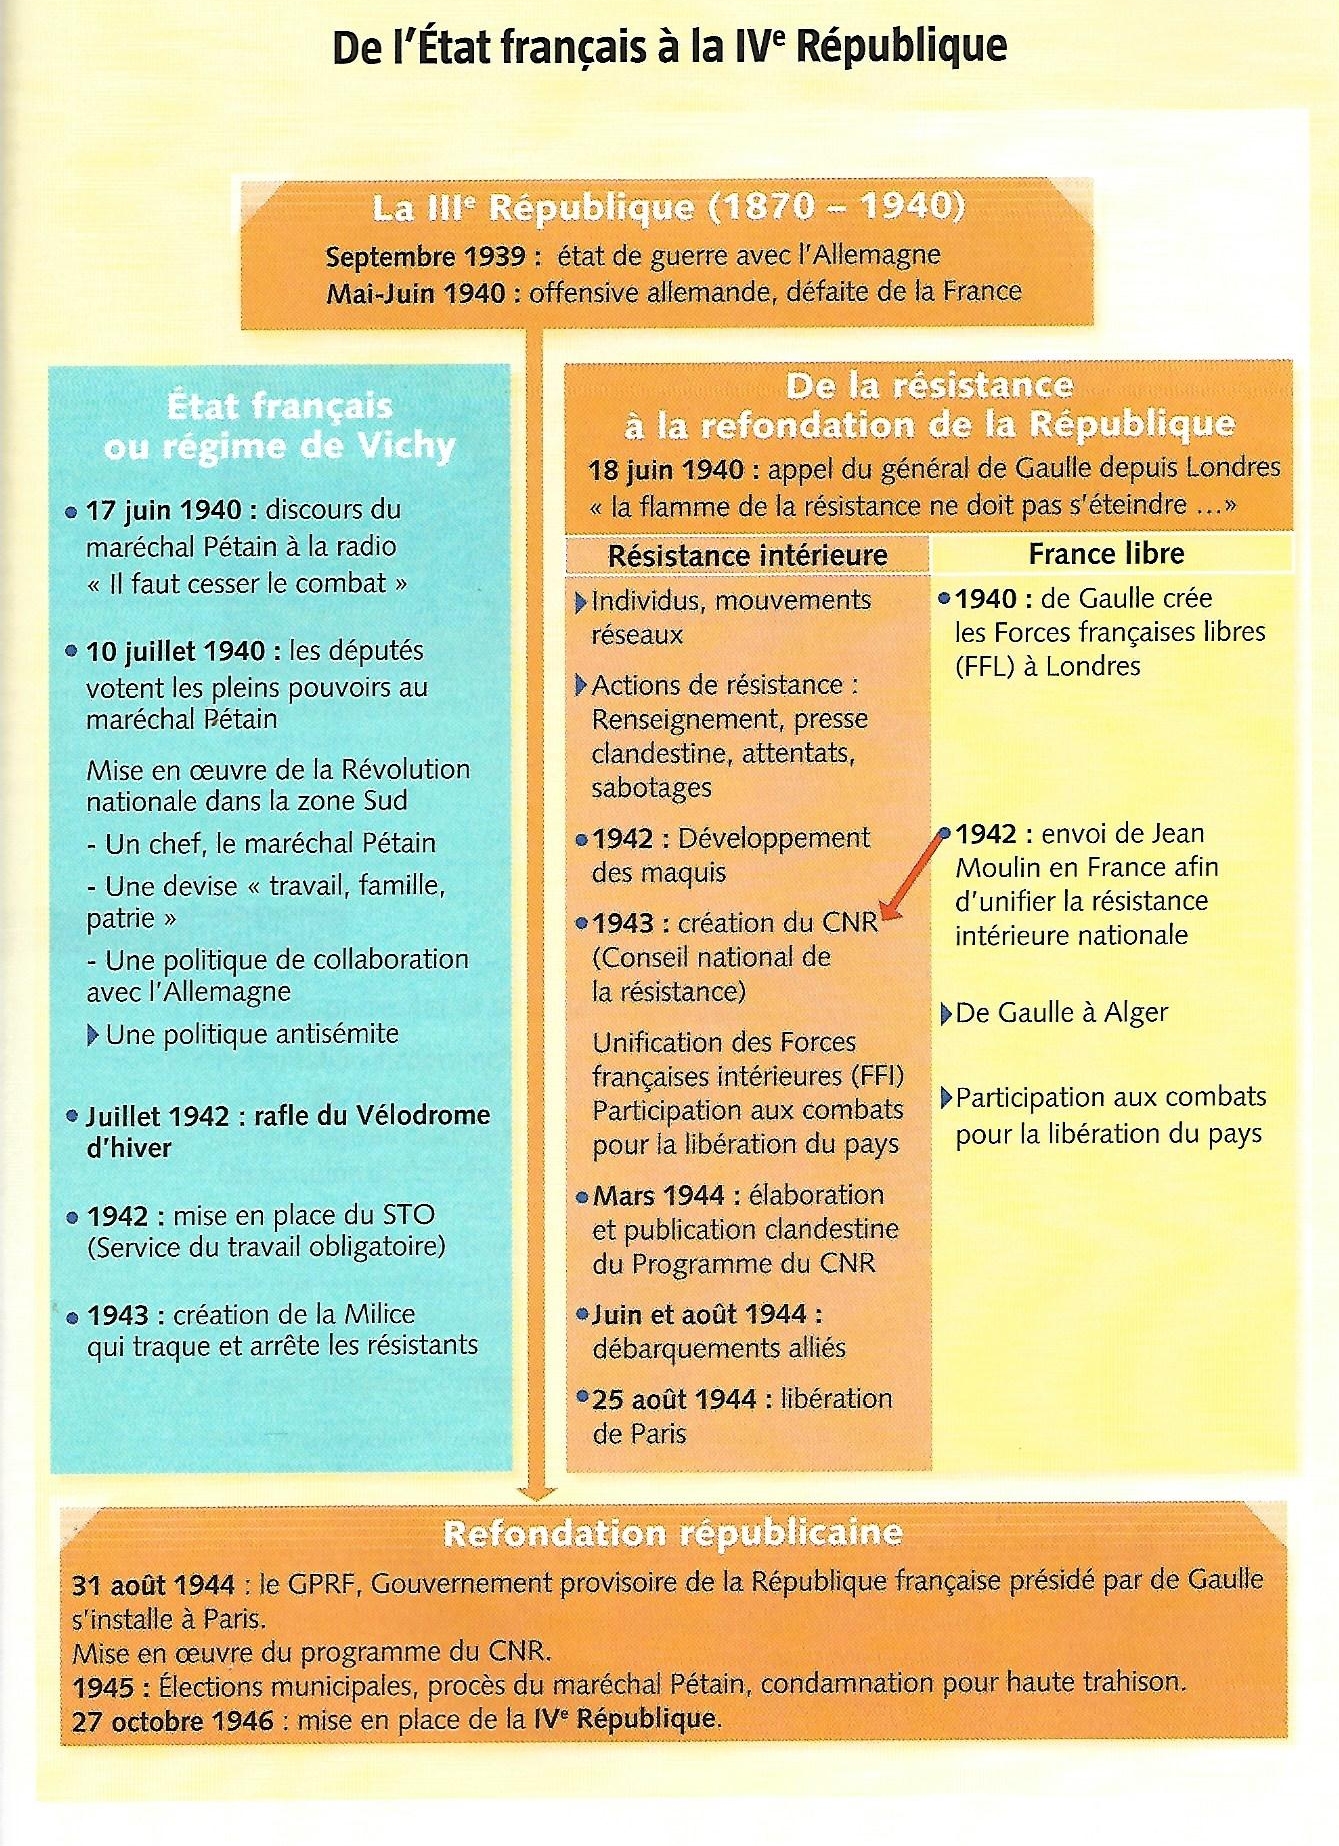 De l'État français à la IVe République
La IIIe République (1870 – 1940)
Septembre 1939 : état de guerre avec l'Allemagne
Mai-Juin 1940 : offensive allemande, défaite de la France
État français
ou régime de Vichy
• 17 juin 1940 : discours du
maréchal Pétain à la radio
« Il faut cesser le combat »
• 10 juillet 1940 : les députés
votent les pleins pouvoirs au
maréchal Pétain
Mise en œuvre de la Révolution
nationale dans la zone Sud
- Un chef, le maréchal Pétain
- Une devise « travail, famille,
patrie »
- Une politique de collaboration
avec l'Allemagne
Une politique antisémite
• Juillet 1942 : rafle du Vélodrome
d'hiver
• 1942 : mise en place du STO
(Service du travail obligatoire)
• 1943 : création de la Milice
qui traque et arrête les résistants
De la résistance
à la refondation de la République
18 juin 1940 : appel du général de Gaulle depuis Londres
« la flamme de la résistance ne doit pas s'éteindre ...»
Résistance intérieure
Individus, mouvements
réseaux
Actions de résistance :
Renseignement, presse
clandestine, attentats,
sabotages
• 1942 : Développement
des maquis
• 1943 : création du CNR
(Conseil national de
la résistance)
Unification des Forces
françaises intérieures (FFI)
Participation aux combats
pour la libération du pays
• Mars 1944 : élaboration
et publication clandestine
du Programme du CNR
• Juin et août 1944 :
débarquements alliés
• 25 août 1944 : libération
de Paris
France libre
• 1940 : de Gaulle crée
les Forces françaises libres
(FFL) à Londres
• 1942 : envoi de Jean
Moulin en France afin
d'unifier la résistance
intérieure nationale
De Gaulle à Alger
Participation aux combats
pour la libération du pays
Refondation républicaine
31 août 1944 : le GPRF, Gouvernement provisoire de la République française présidé par de Gaulle
s'installe à Paris.
Mise en œuvre du programme du CNR.
1945 : Élections municipales, procès du maréchal Pétain, condamnation pour haute trahison.
27 octobre 1946 : mise en place de la IVe République.